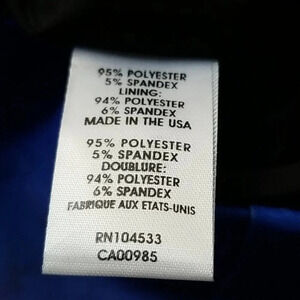 95% POLYESTER
5% SPANDEX
LINING:
94% POLYESTER
6% SPANDEX
MADE IN THE USA
95% POLYESTER
5% SPANDEX
DOUBLURE:
94% POLYESTER
6% SPANDEX
FABRIQUE AUX ETATS-UNIS
RN104533
CA00985